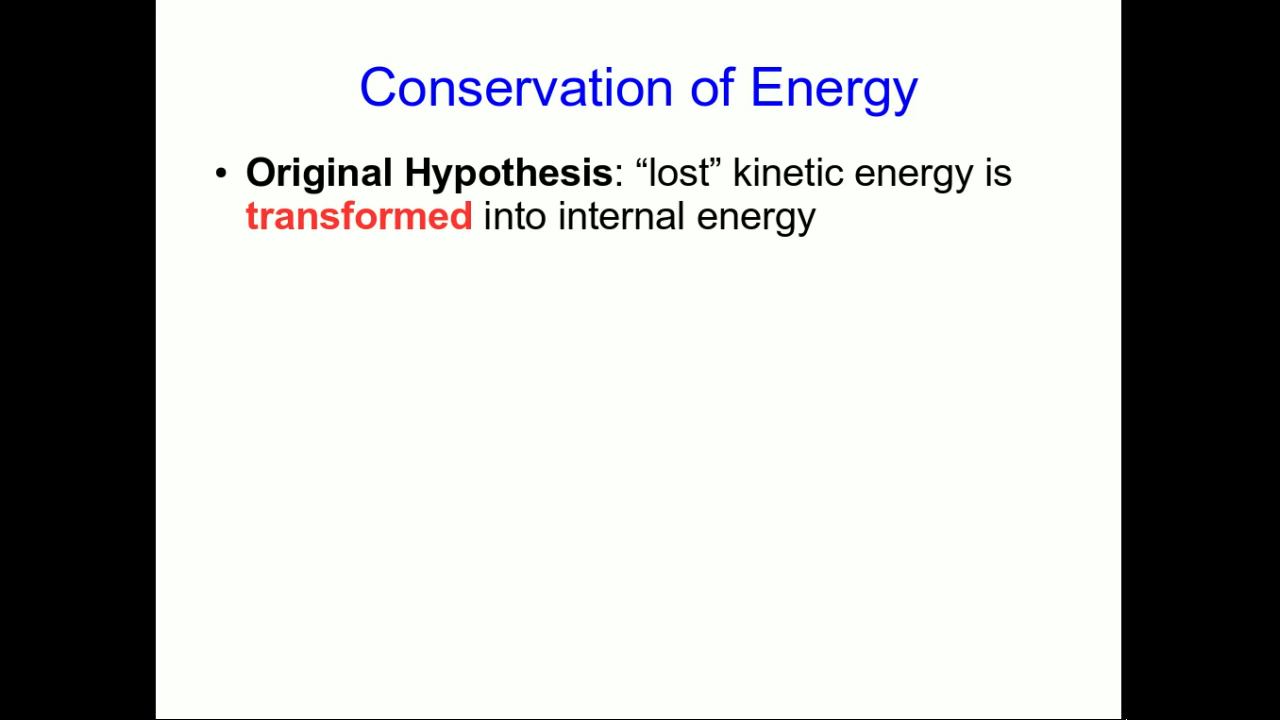 Conservation of Energy
• Original Hypothesis: “lost” kinetic energy is
transformed into internal energy